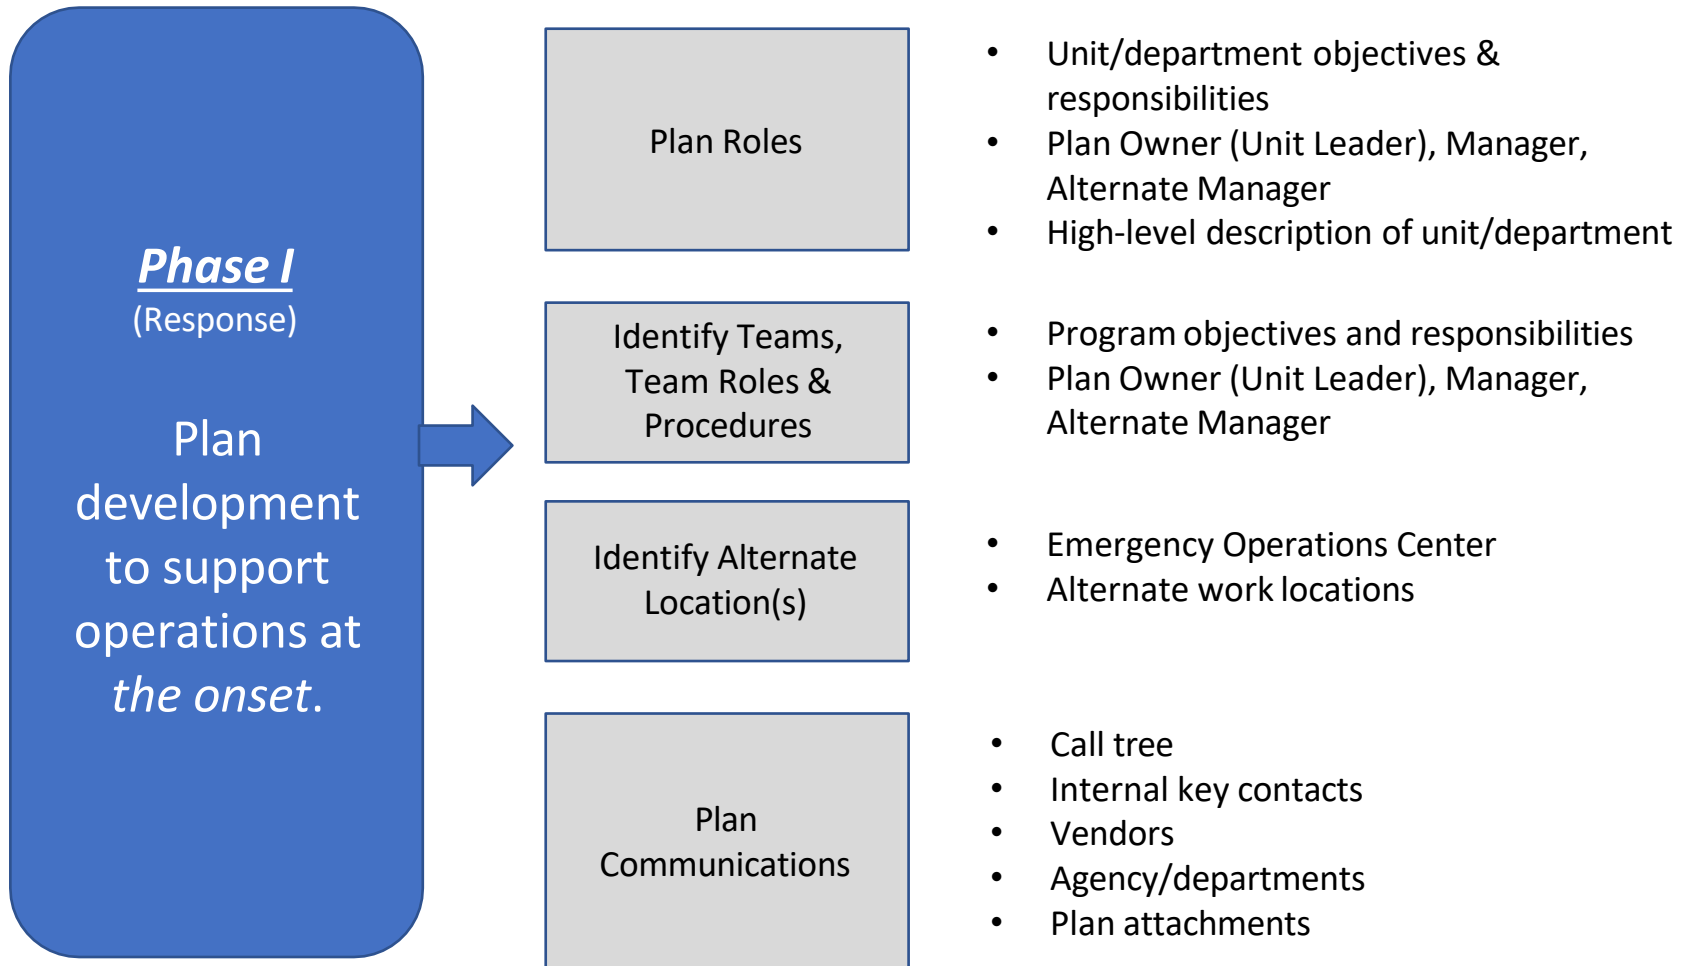 Phase I
(Response)
Plan
development
to support
operations at
the onset.
Plan Roles
• Unit/department objectives &
responsibilities
• Plan Owner (Unit Leader), Manager,
Alternate Manager
• High-level description of unit/department
Identify Teams,
Team Roles &
Procedures
• Program objectives and responsibilities
• Plan Owner (Unit Leader), Manager,
Alternate Manager
Identify Alternate
Location(s)
• Emergency Operations Center
• Alternate work locations
Plan
Communications
• Call tree
• Internal key contacts
• Vendors
• Agency/departments
• Plan attachments